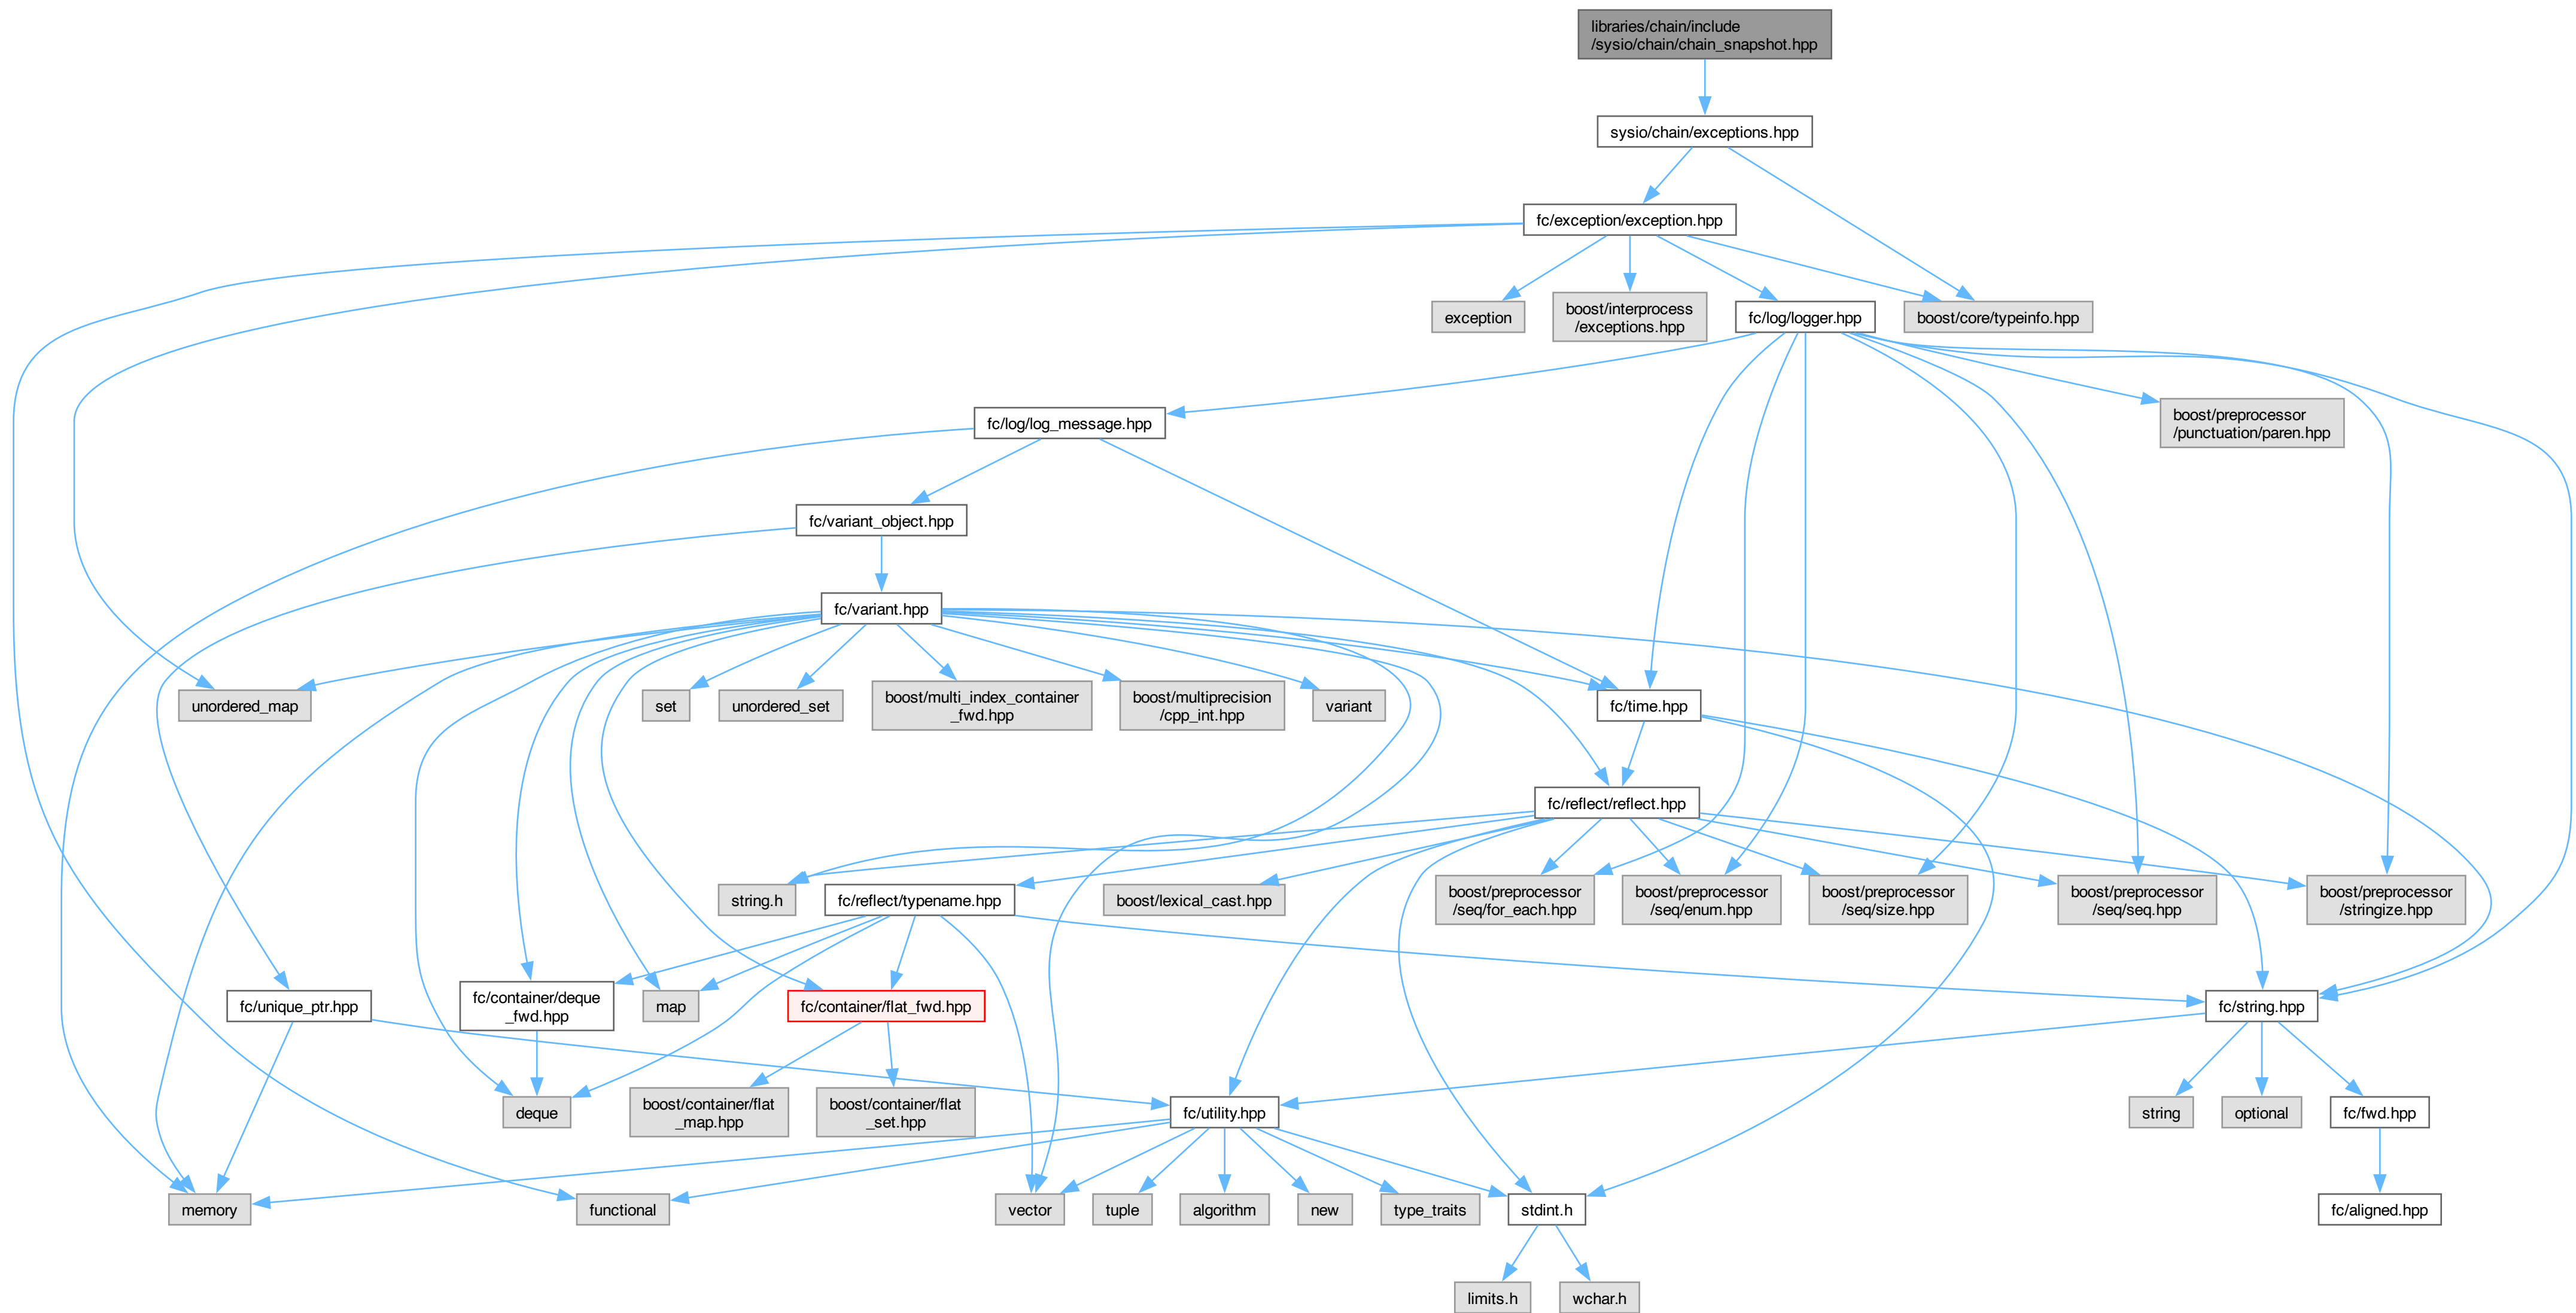 libraries/chain/include
/sysio/chain/chain_snapshot.hpp
sysio/chain/exceptions.hpp
fc/exception/exception.hpp
exception
boost/interprocess
/exceptions.hpp
fc/log/logger.hpp
boost/core/typeinfo.hpp
fc/log/log_message.hpp
boost/preprocessor
/punctuation/paren.hpp
fc/variant_object.hpp
fc/variant.hpp
unordered_map
set
unordered_set
boost/multi_index_container
_fwd.hpp
boost/multiprecision
/cpp_int.hpp
variant
fc/time.hpp
fc/reflect/reflect.hpp
string.h
fc/reflect/typename.hpp
boost/lexical_cast.hpp
boost/preprocessor
/seq/for_each.hpp
boost/preprocessor
/seq/enum.hpp
boost/preprocessor
/seq/size.hpp
boost/preprocessor
/seq/seq.hpp
boost/preprocessor
/stringize.hpp
fc/unique_ptr.hpp
fc/container/deque
_fwd.hpp
map
fc/container/flat_fwd.hpp
fc/string.hpp
deque
boost/container/flat
_map.hpp
boost/container/flat
_set.hpp
fc/utility.hpp
string
optional
fc/fwd.hpp
memory
functional
vector
tuple
algorithm
new
type_traits
stdint.h
fc/aligned.hpp
limits.h
wchar.h